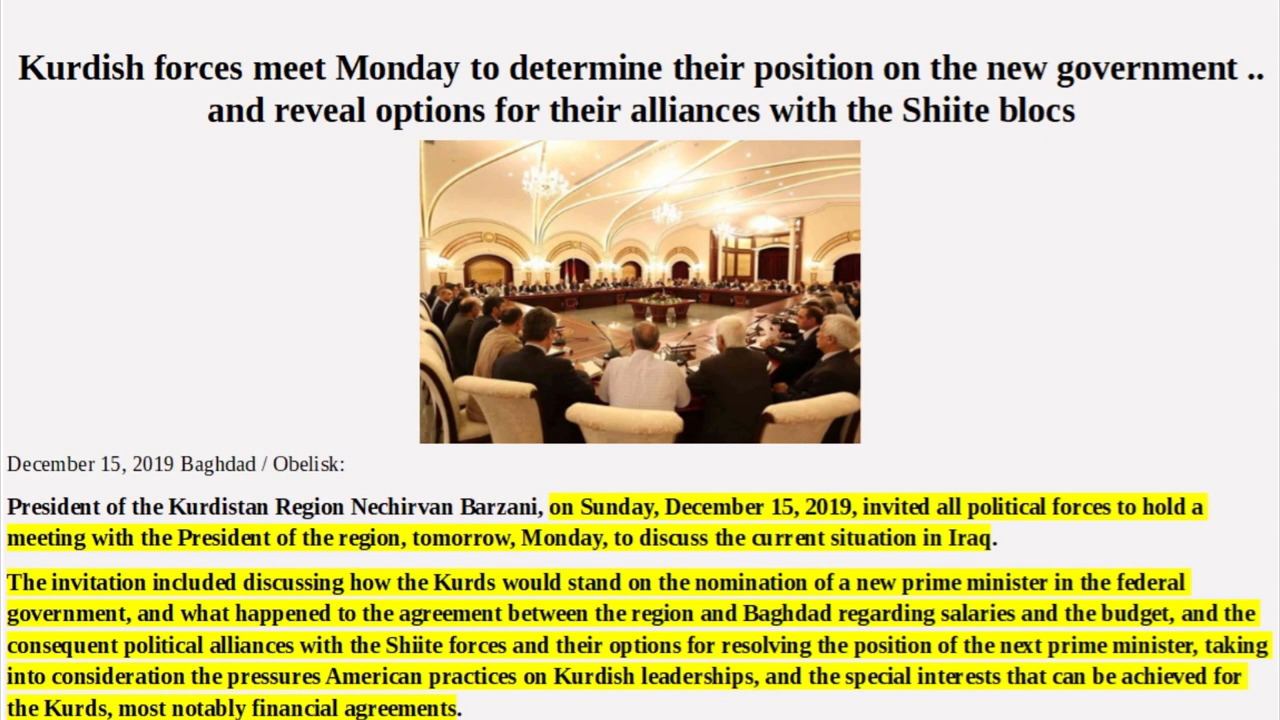 Kurdish forces meet Monday to determine their position on the new government ..
and reveal options for their alliances with the Shiite blocs
December 15, 2019 Baghdad / Obelisk:
President of the Kurdistan Region Nechirvan Barzani, on Sunday, December 15, 2019, invited all political forces to hold a
meeting with the President of the region, tomorrow, Monday, to discuss the current situation in Iraq.
The invitation included discussing how the Kurds would stand on the nomination of a new prime minister in the federal
government, and what happened to the agreement between the region and Baghdad regarding salaries and the budget, and the
consequent political alliances with the Shiite forces and their options for resolving the position of the next prime minister, taking
into consideration the pressures American practices on Kurdish leaderships, and the special interests that can be achieved for
the Kurds, most notably financial agreements.